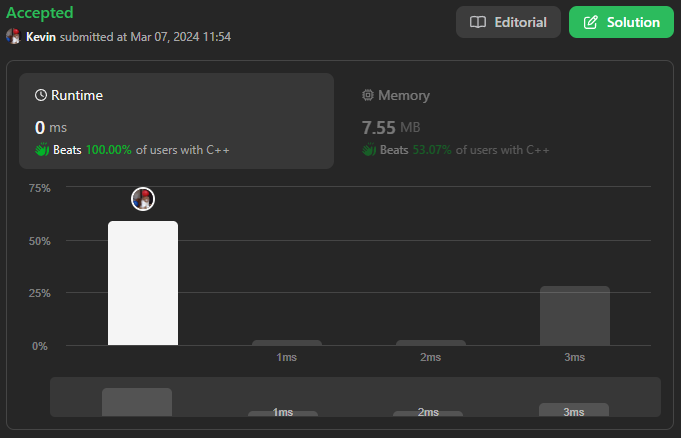 Accepted
Editorial
Solution
Kevin submitted at Mar 07, 2024 11:54
Runtime
Memory
0 ms
7.55 MB
Beats 100.00% of users with C++
Beats 53.07% of users with C++
75%
50%
25%
0%
1ms 2ms 3ms
1ms 2ms 3ms